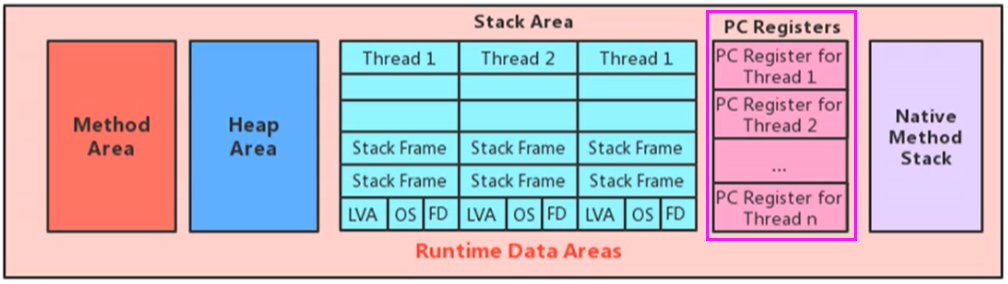 Stack Area
PC Registers
Method
Area
Heap
Area
Thread 1
Thread 2
Thread 1
Stack Frame
Stack Frame
Stack Frame
Stack Frame
Stack Frame
Stack Frame
LVA
OS
FD
LVA
OS
FD
LVA
OS
FD
PC Register for
Thread 1
PC Register for
Thread 2
...
PC Register for
Thread n
Native
Method
Stack
Runtime Data Areas